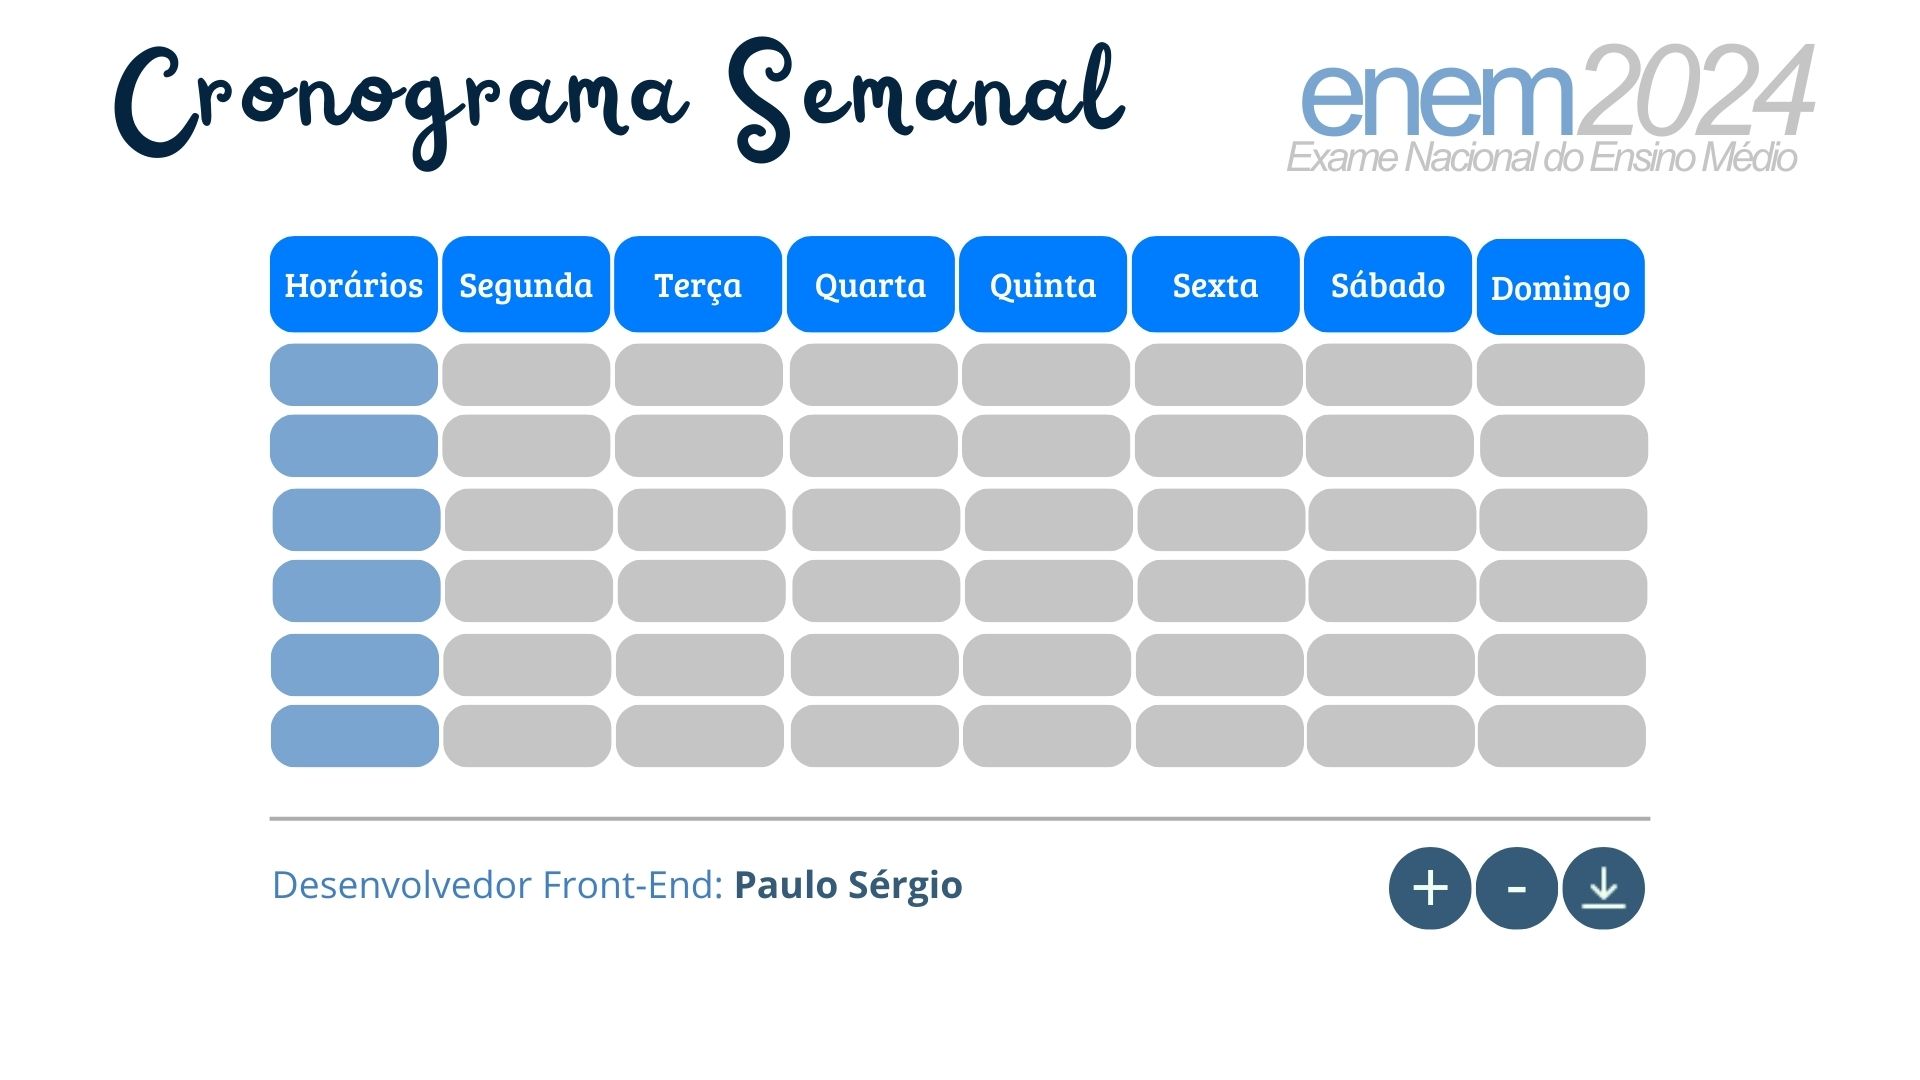 Cronograma Semanal
enem2024
Exame Nacional do Ensino Médio
Horários Segunda Terça Quarta Quinta Sexta Sábado Domingo
Desenvolvedor Front-End: Paulo Sérgio
+ -